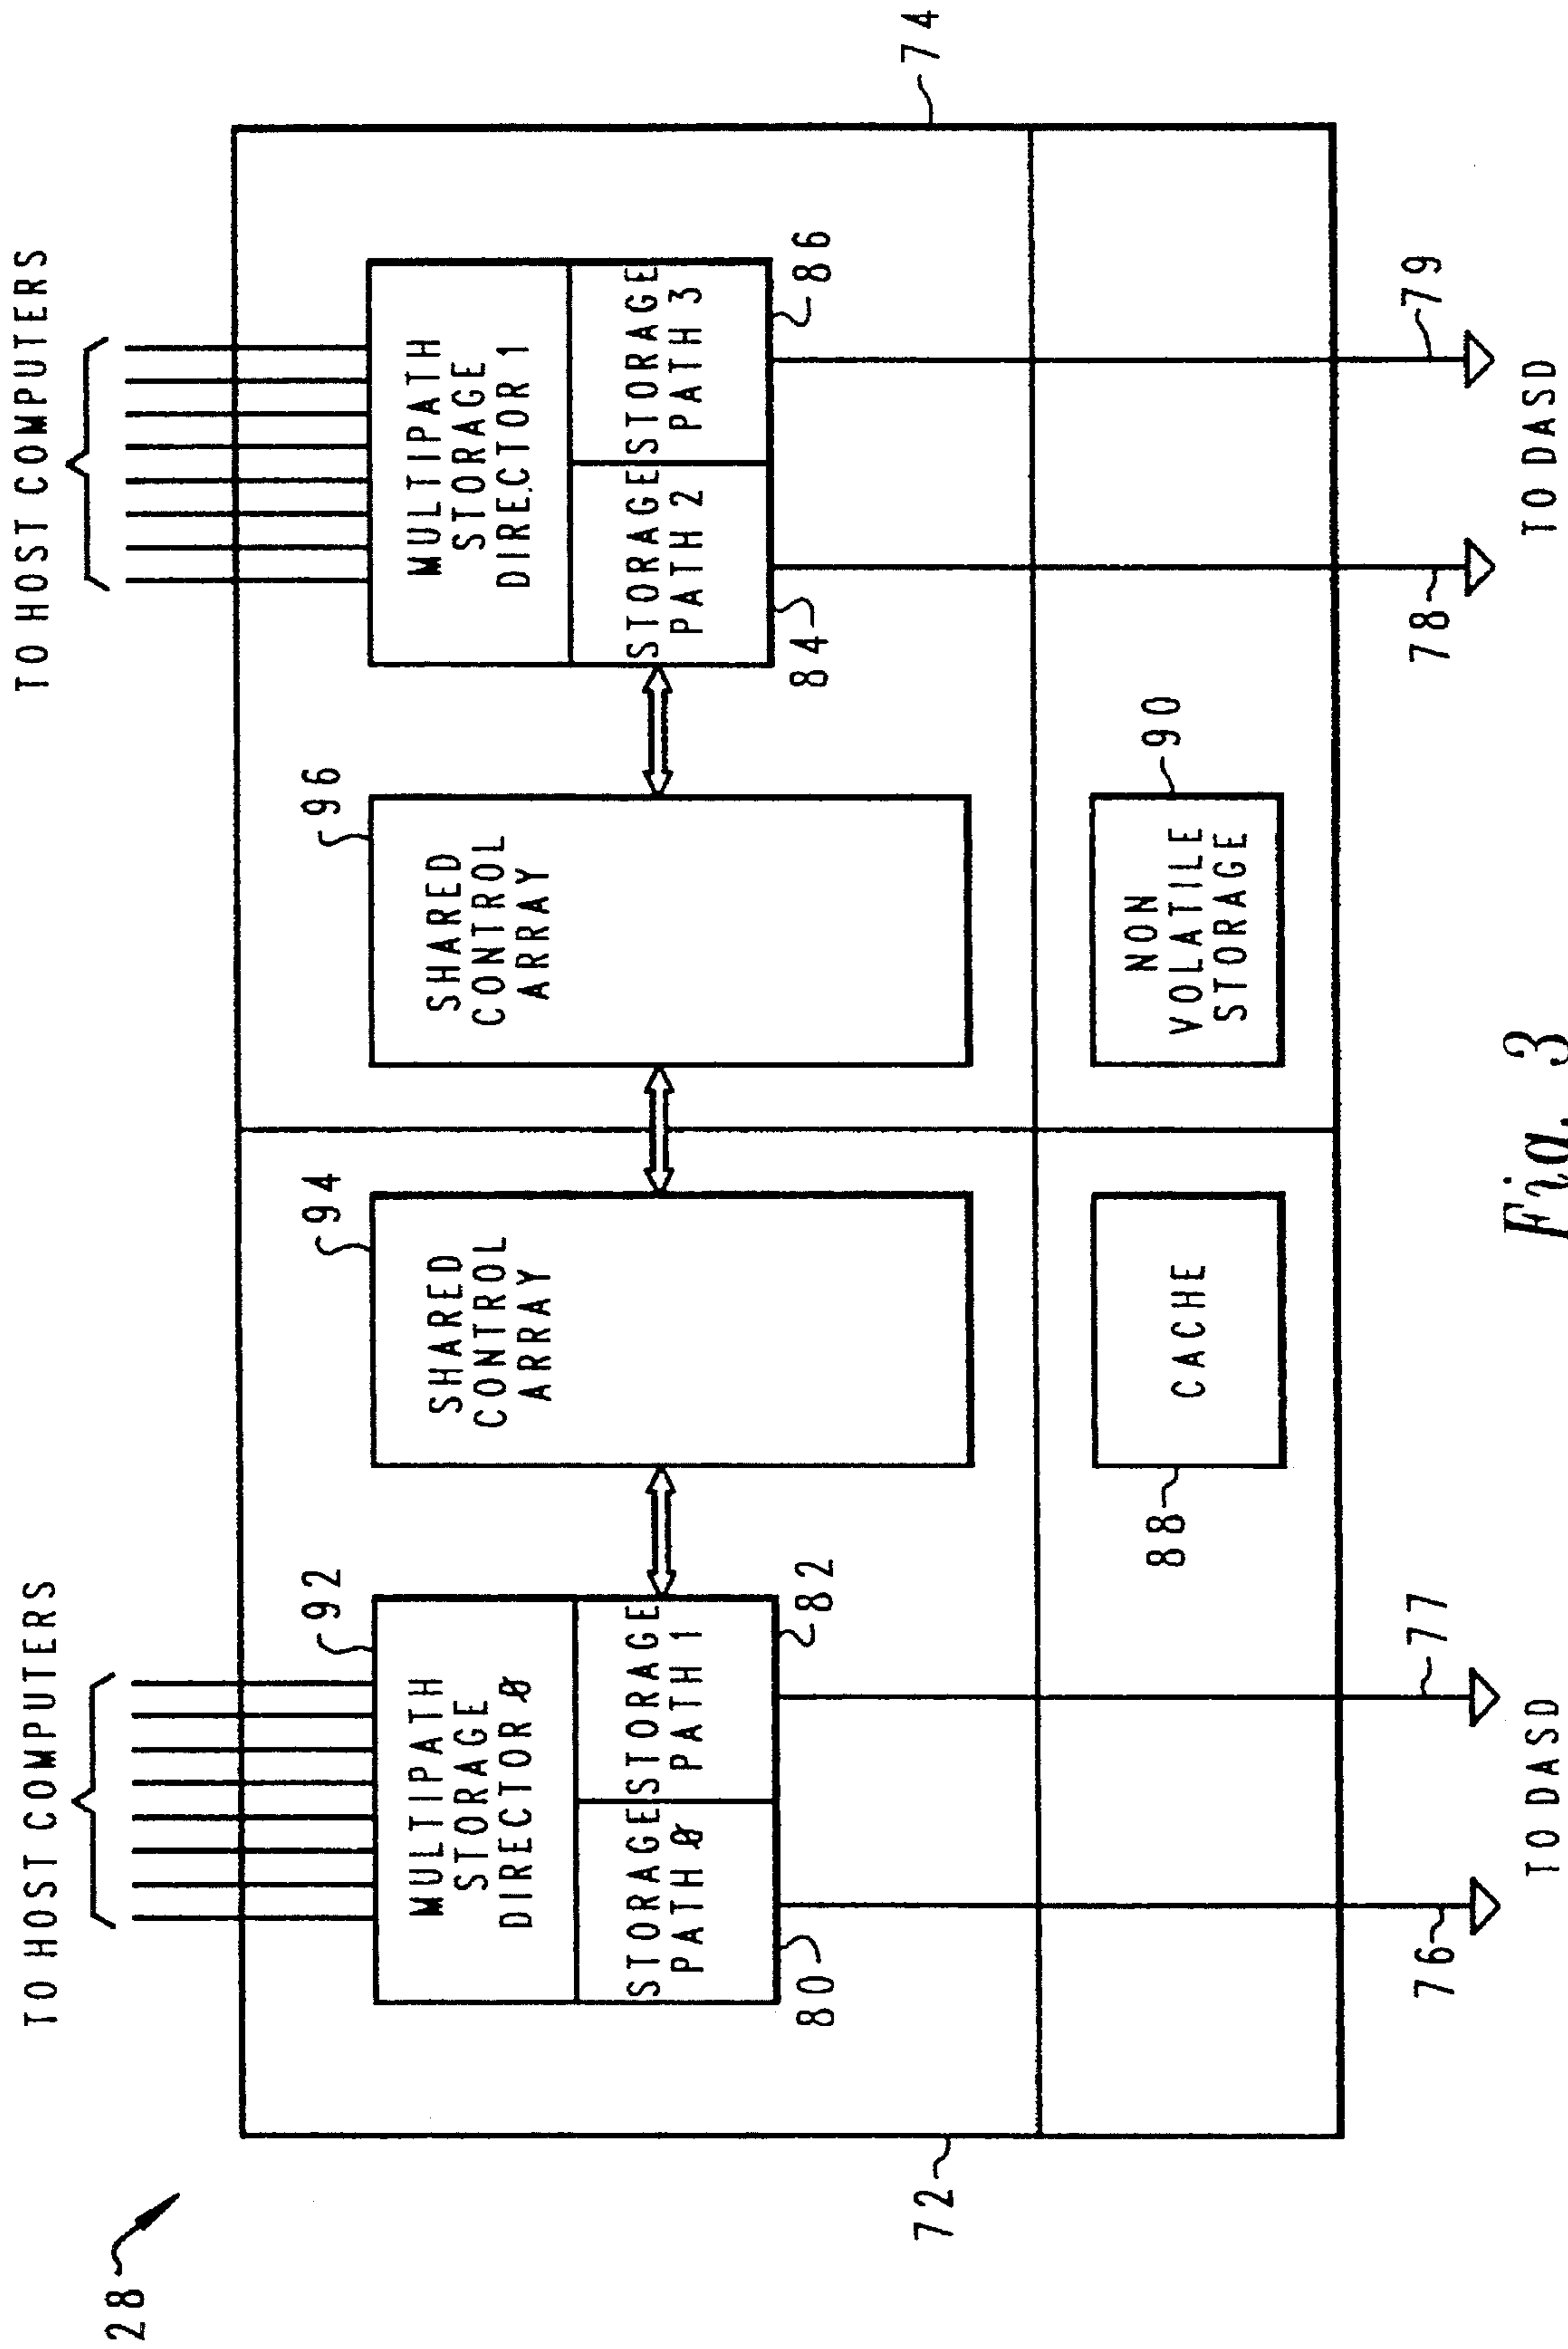 28
TO HOST COMPUTERS
TO HOST COMPUTERS
92
94
96
MULTIPATH
STORAGE
DIRECTOR 0
STORAGE
PATH 0
STORAGE
PATH 1
SHARED
CONTROL
ARRAY
SHARED
CONTROL
ARRAY
MULTIPATH
STORAGE
DIRECTOR 1
STORAGE
PATH 2
STORAGE
PATH 3
80
82
84
86
72
74
88
CACHE
NON
VOLATILE
STORAGE
90
76
77
78
79
TO DASD
TO DASD
Fig. 3